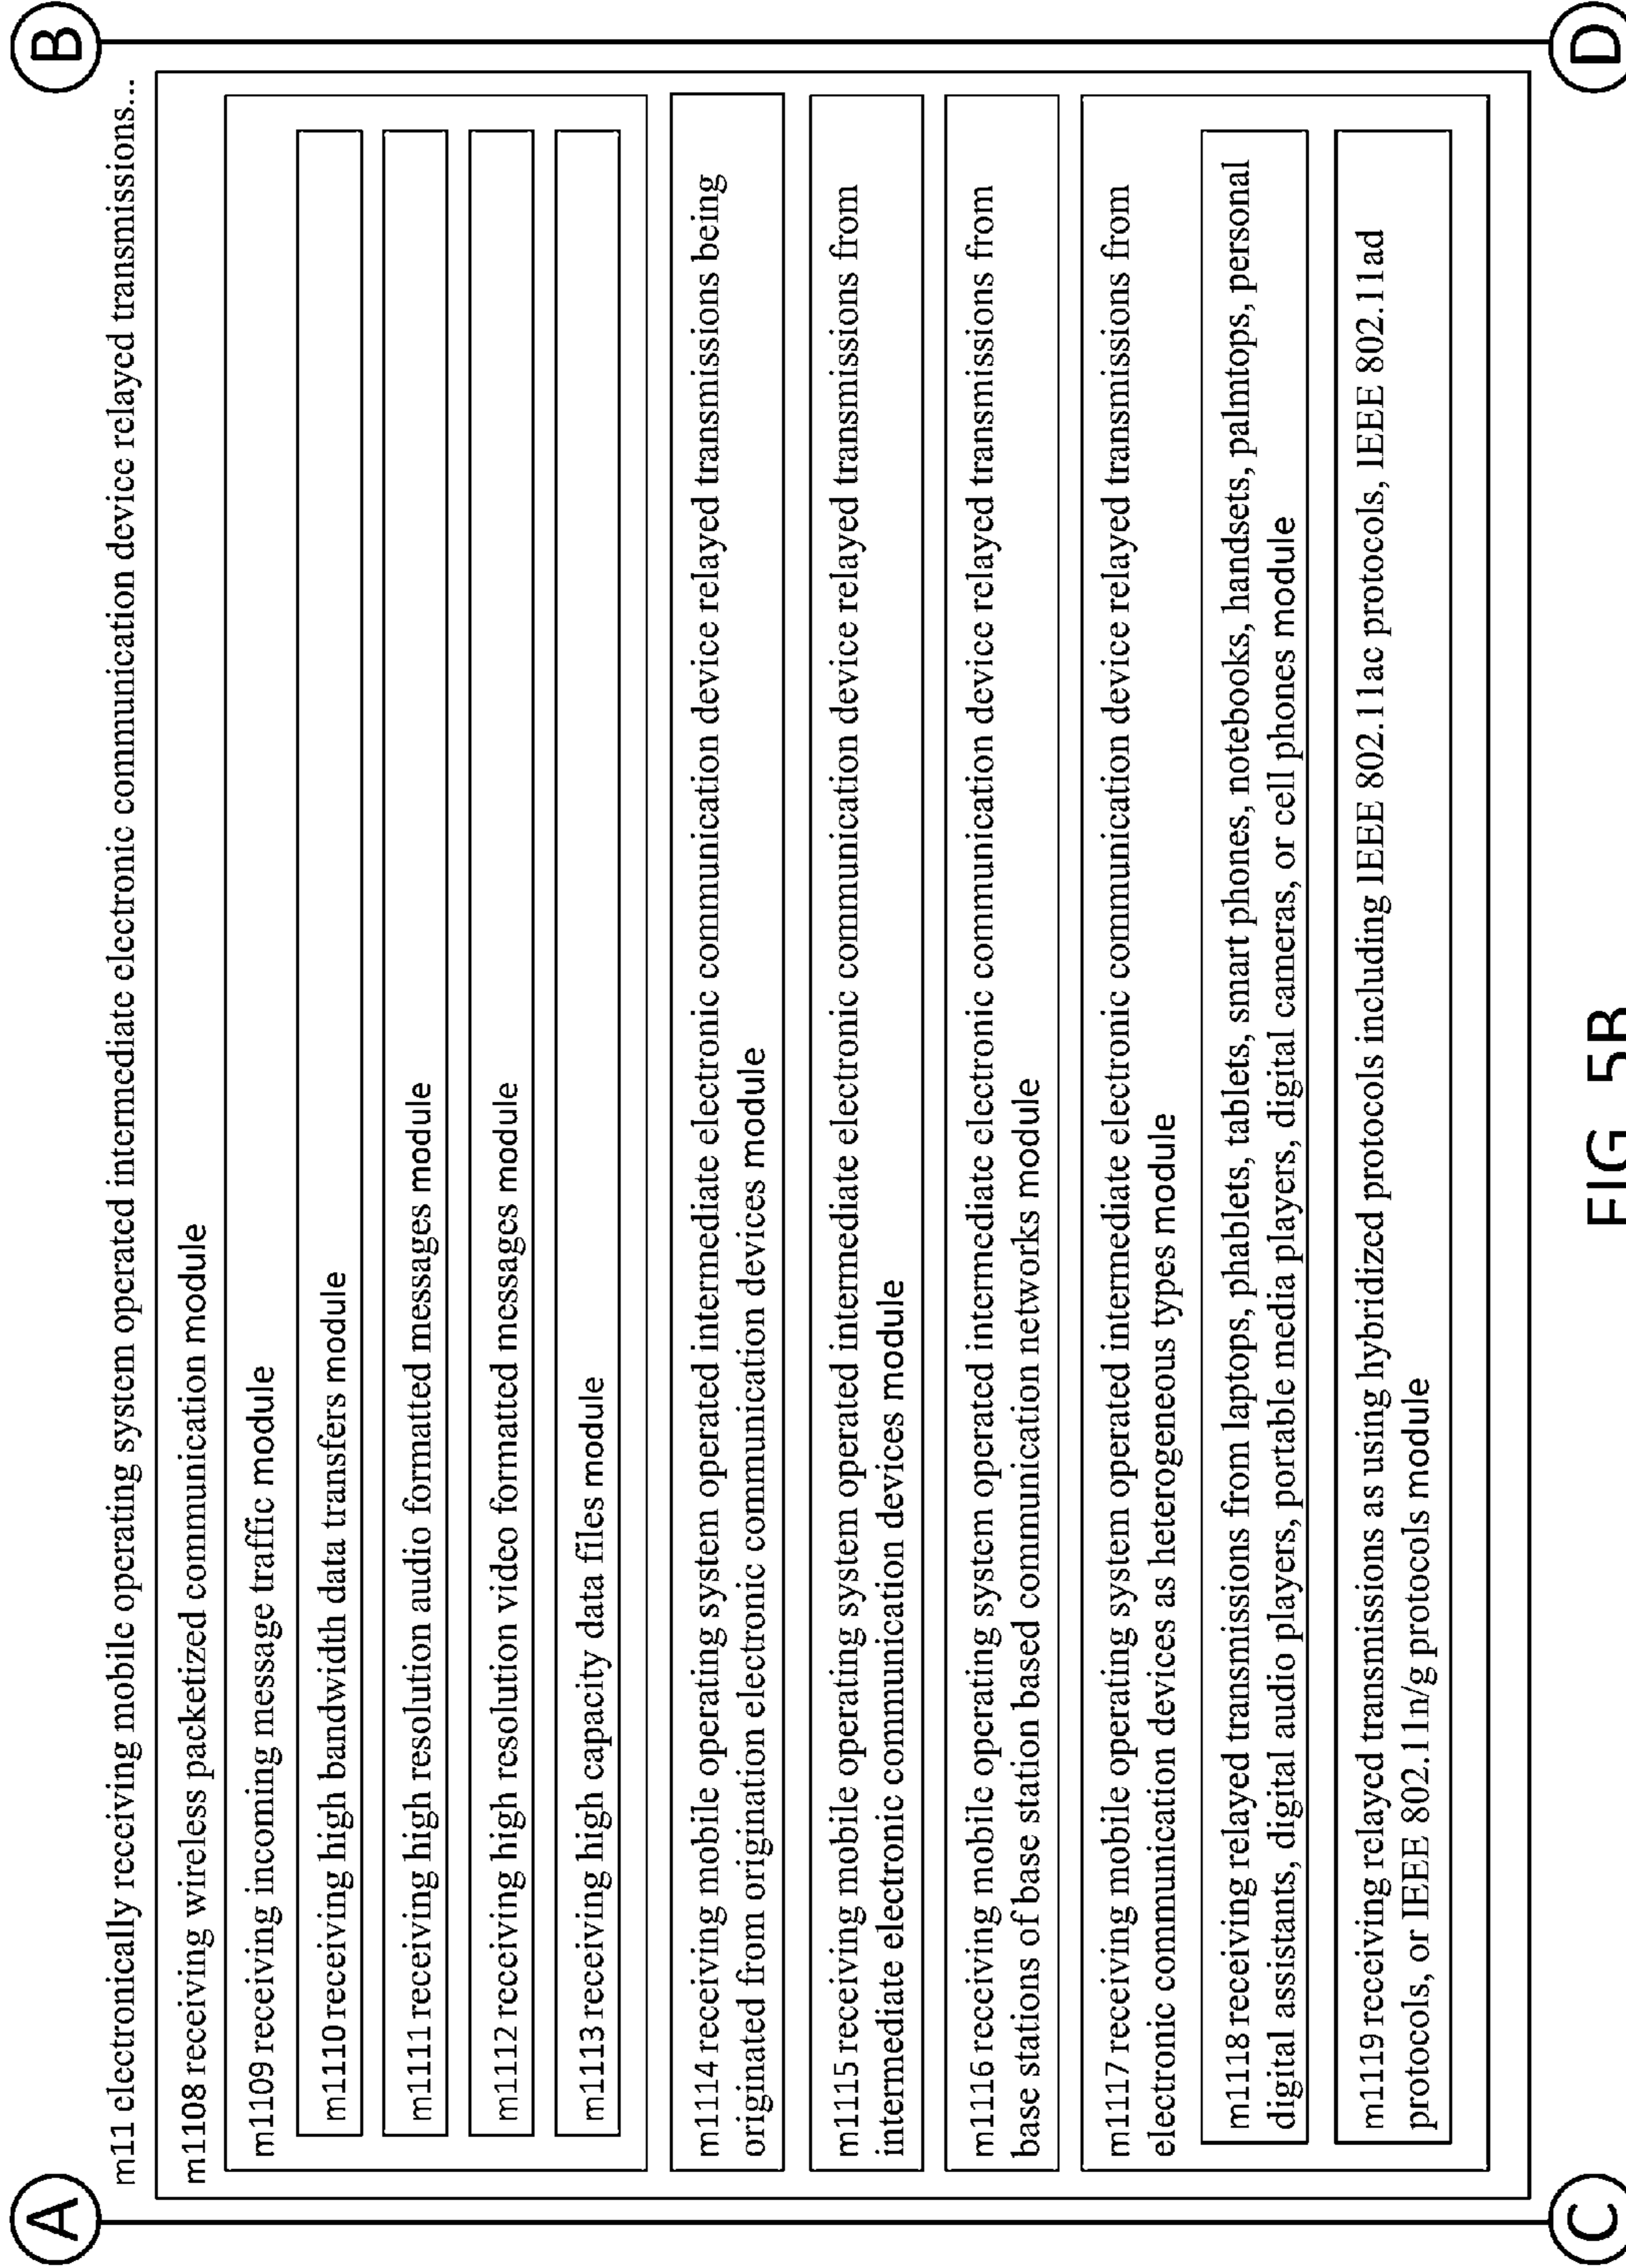 A
B
m11 electronically receiving mobile operating system operated intermediate electronic communication device relayed transmissions...
m1108 receiving wireless packetized communication module
m1109 receiving incoming message traffic module
m1110 receiving high bandwidth data transfers module
m1111 receiving high resolution audio formatted messages module
m1112 receiving high resolution video formatted messages module
m1113 receiving high capacity data files module
m1114 receiving mobile operating system operated intermediate electronic communication device relayed transmissions being
originated from origination electronic communication devices module
m1115 receiving mobile operating system operated intermediate electronic communication device relayed transmissions from
intermediate electronic communication devices module
m1116 receiving mobile operating system operated intermediate electronic communication device relayed transmissions from
base stations of base station based communication networks module
m1117 receiving mobile operating system operated intermediate electronic communication device relayed transmissions from
electronic communication devices as heterogeneous types module
m1118 receiving relayed transmissions from laptops, phablets, tablets, smart phones, notebooks, handsets, palmtops, personal
digital assistants, digital audio players, portable media players, digital cameras, or cell phones module
m1119 receiving relayed transmissions as using hybridized protocols including IEEE 802.11ac protocols, IEEE 802.11ad
protocols, or IEEE 802.11n/g protocols module
C
D
FIG. 5B